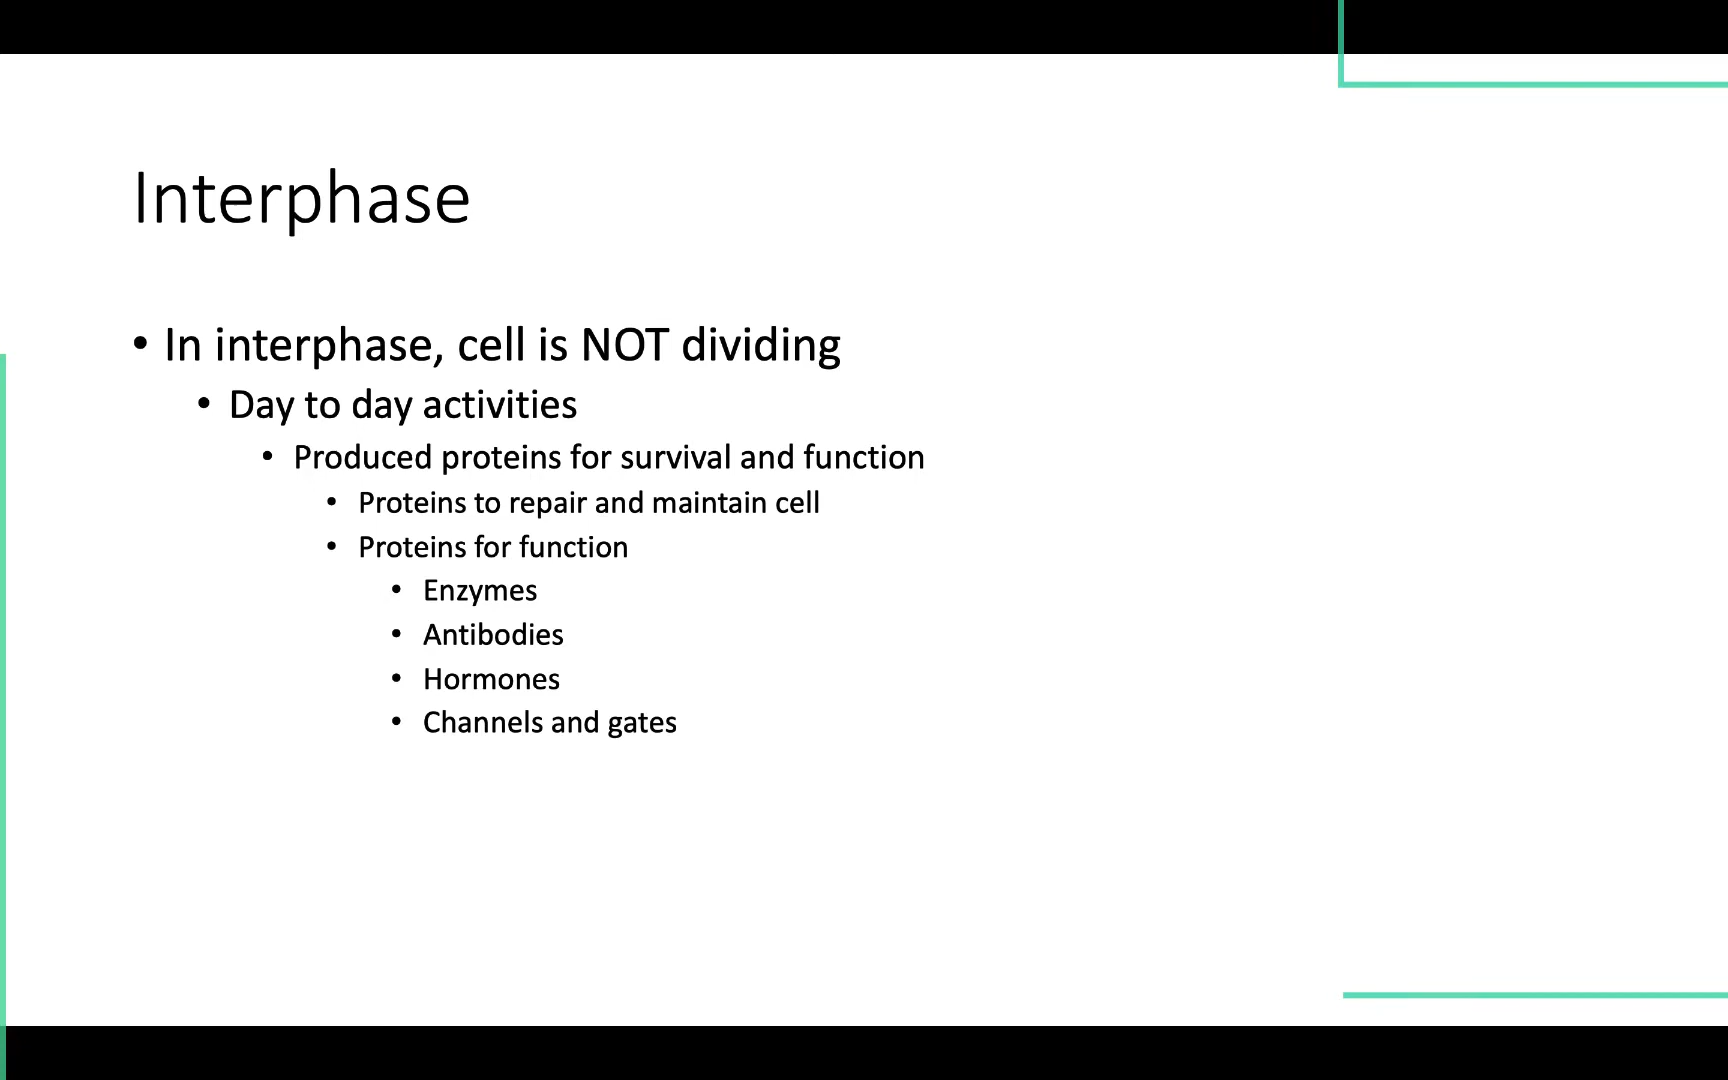 Interphase
• In interphase, cell is NOT dividing
• Day to day activities
• Produced proteins for survival and function
• Proteins to repair and maintain cell
• Proteins for function
• Enzymes
• Antibodies
• Hormones
• Channels and gates